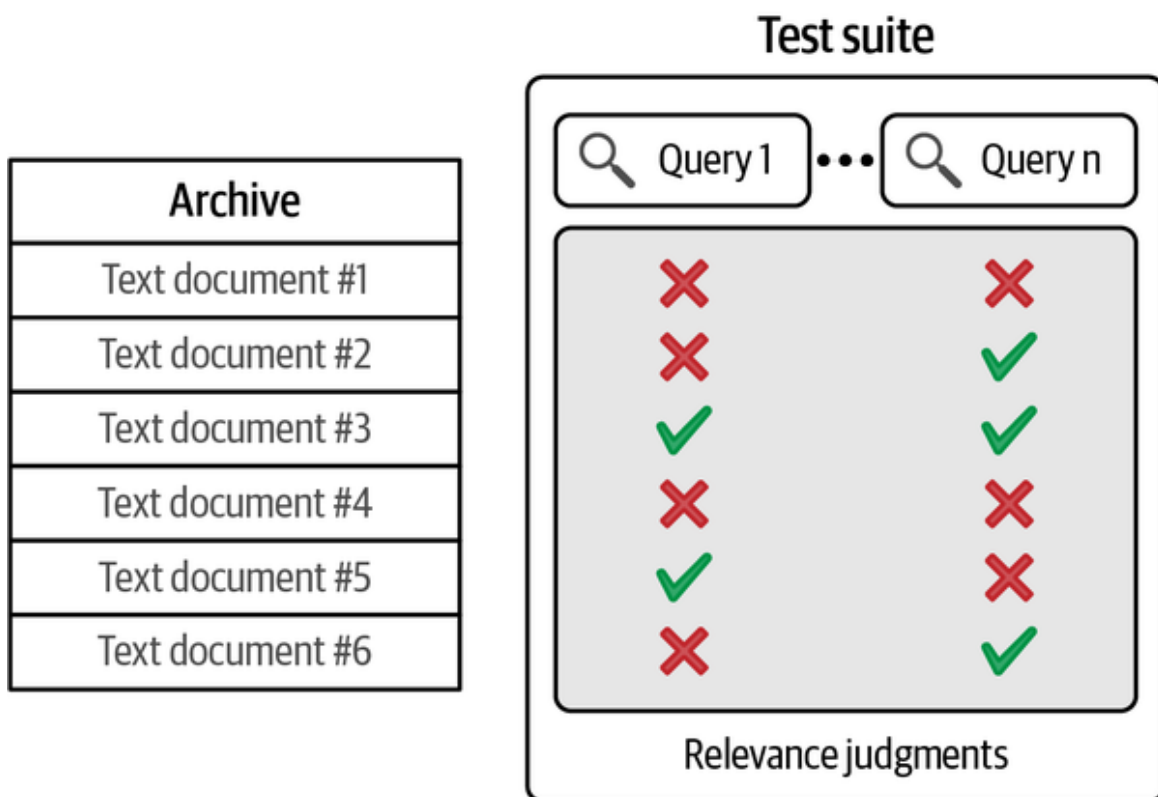 Test suite
Query 1
Query n
Archive
Text document #1
Text document #2
Text document #3
Text document #4
Text document #5
Text document #6
Relevance judgments